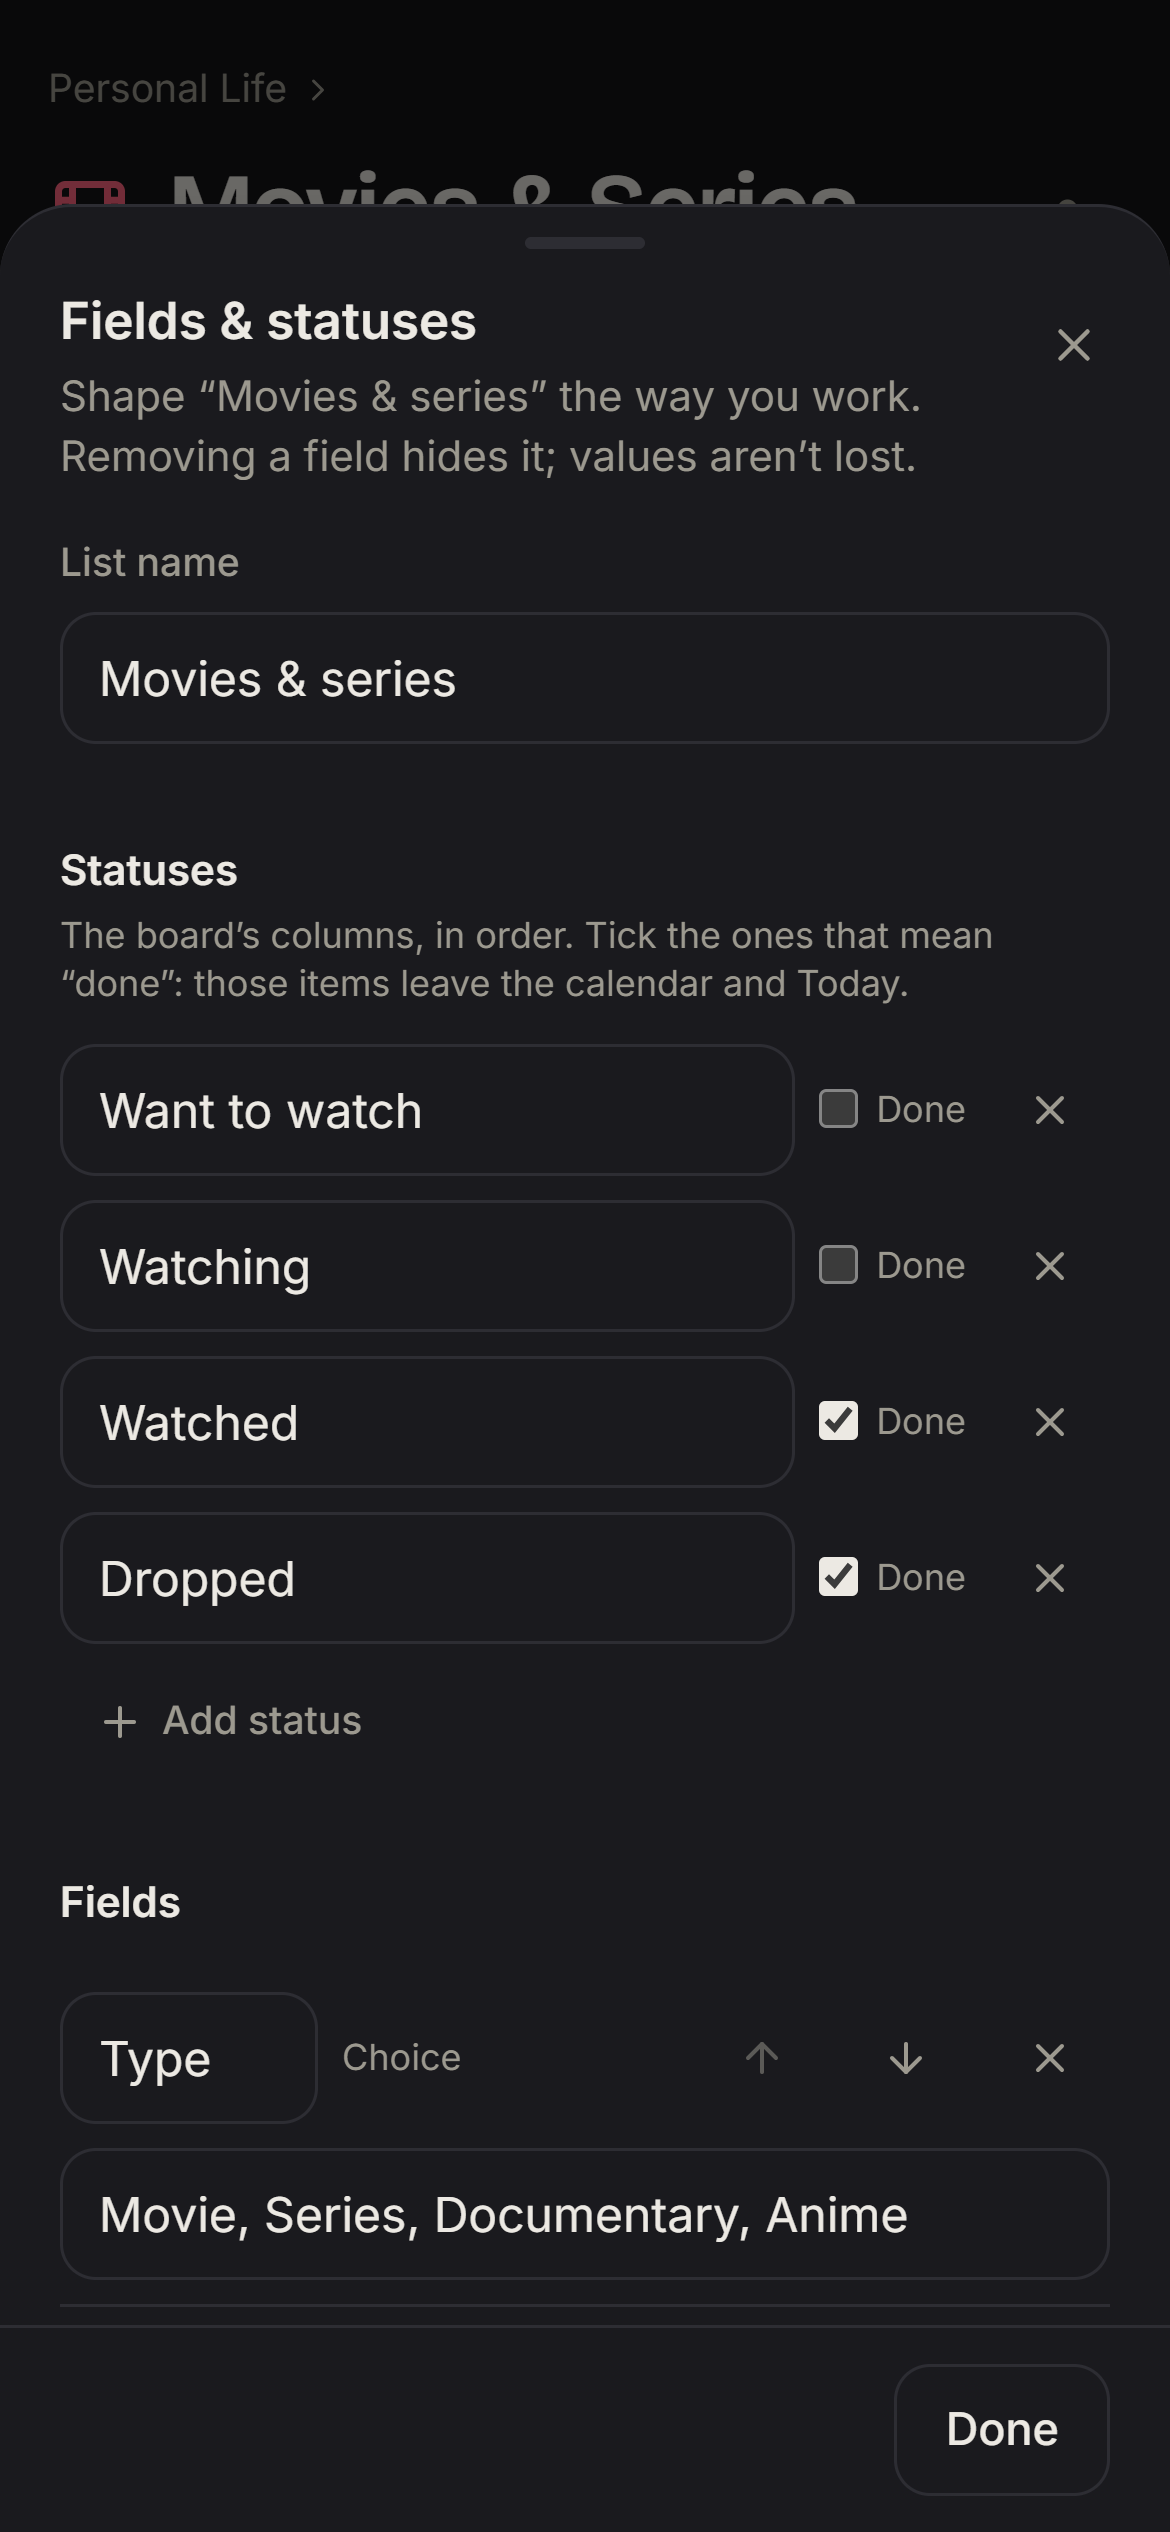 Personal Life
Movies & Series
Fields & statuses
Shape “Movies & series” the way you work.
Removing a field hides it; values aren’t lost.
List name
Movies & series
Statuses
The board’s columns, in order. Tick the ones that mean
“done”: those items leave the calendar and Today.
Want to watch Done
Watching Done
Watched Done
Dropped Done
Add status
Fields
Type Choice
Movie, Series, Documentary, Anime
Done